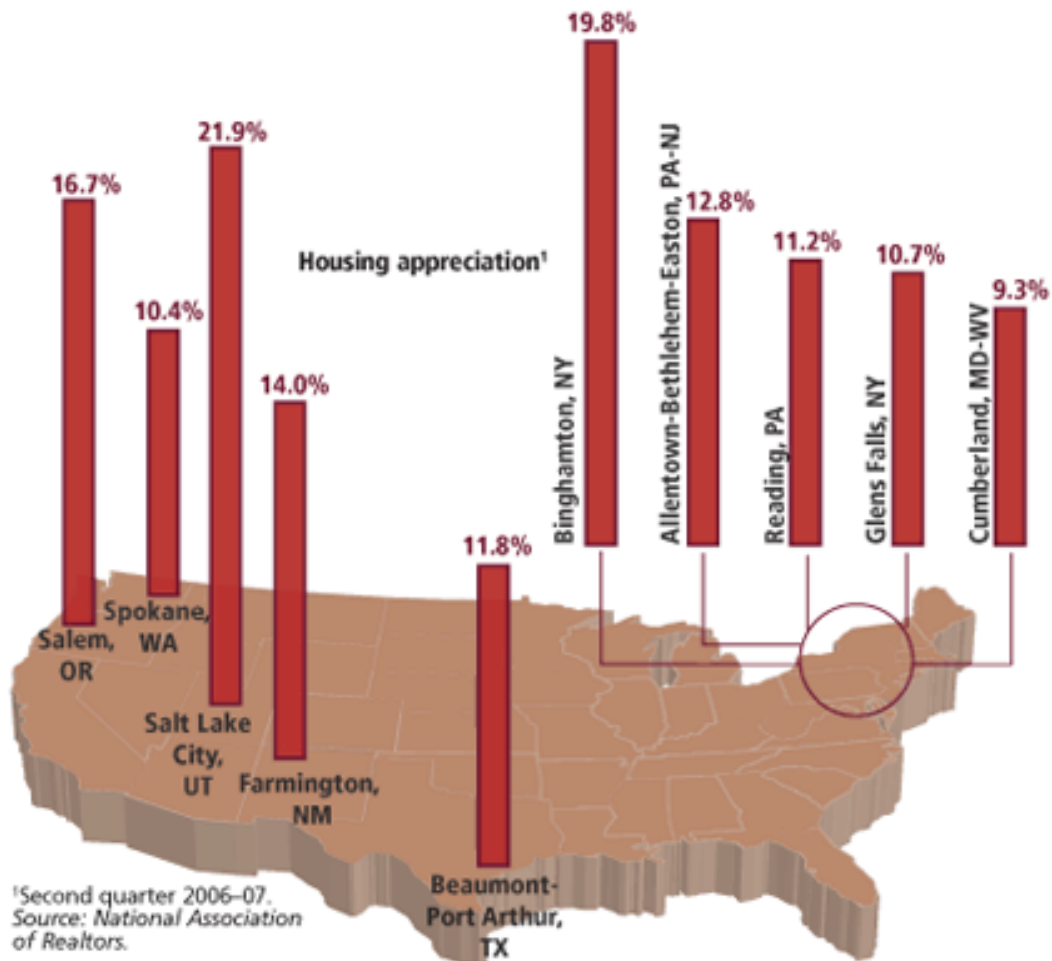 19.8%
21.9%
16.7%
12.8%
11.2%
10.7%
9.3%
Housing appreciation¹
10.4%
14.0%
11.8%
Binghamton, NY
Allentown-Bethlehem-Easton, PA-NJ
Reading, PA
Glens Falls, NY
Cumberland, MD-WV
Salem,
OR
Spokane,
WA
Salt Lake
City,
UT
Farmington,
NM
Beaumont-
Port Arthur,
TX
¹Second quarter 2006–07.
Source: National Association
of Realtors.